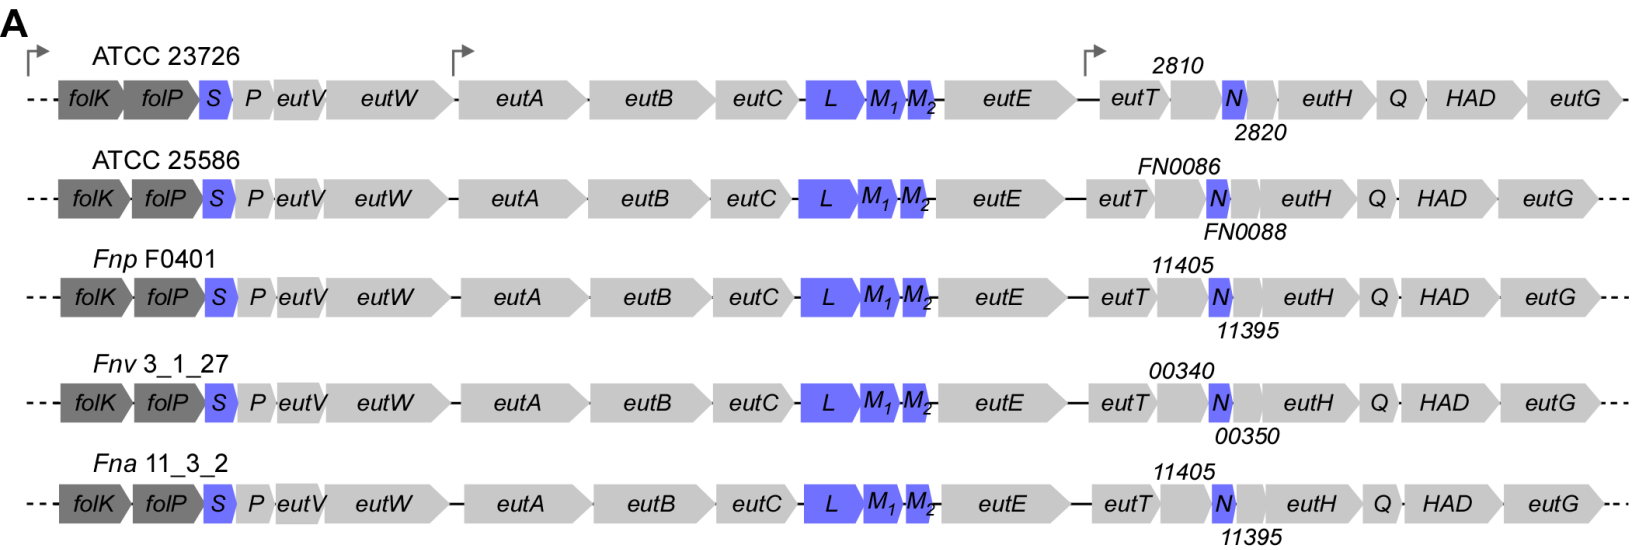 A
ATCC 23726
2810
folK folP S P eutV eutW eutA eutB eutC L M1 M2 eutE eutT N eutH Q HAD eutG
2820
ATCC 25586
FN0086
folK folP S P eutV eutW eutA eutB eutC L M1 M2 eutE eutT N eutH Q HAD eutG
FN0088
Fnp F0401
11405
folK folP S P eutV eutW eutA eutB eutC L M1 M2 eutE eutT N eutH Q HAD eutG
11395
Fnv 3_1_27
00340
folK folP S P eutV eutW eutA eutB eutC L M1 M2 eutE eutT N eutH Q HAD eutG
00350
Fna 11_3_2
11405
folK folP S P eutV eutW eutA eutB eutC L M1 M2 eutE eutT N eutH Q HAD eutG
11395